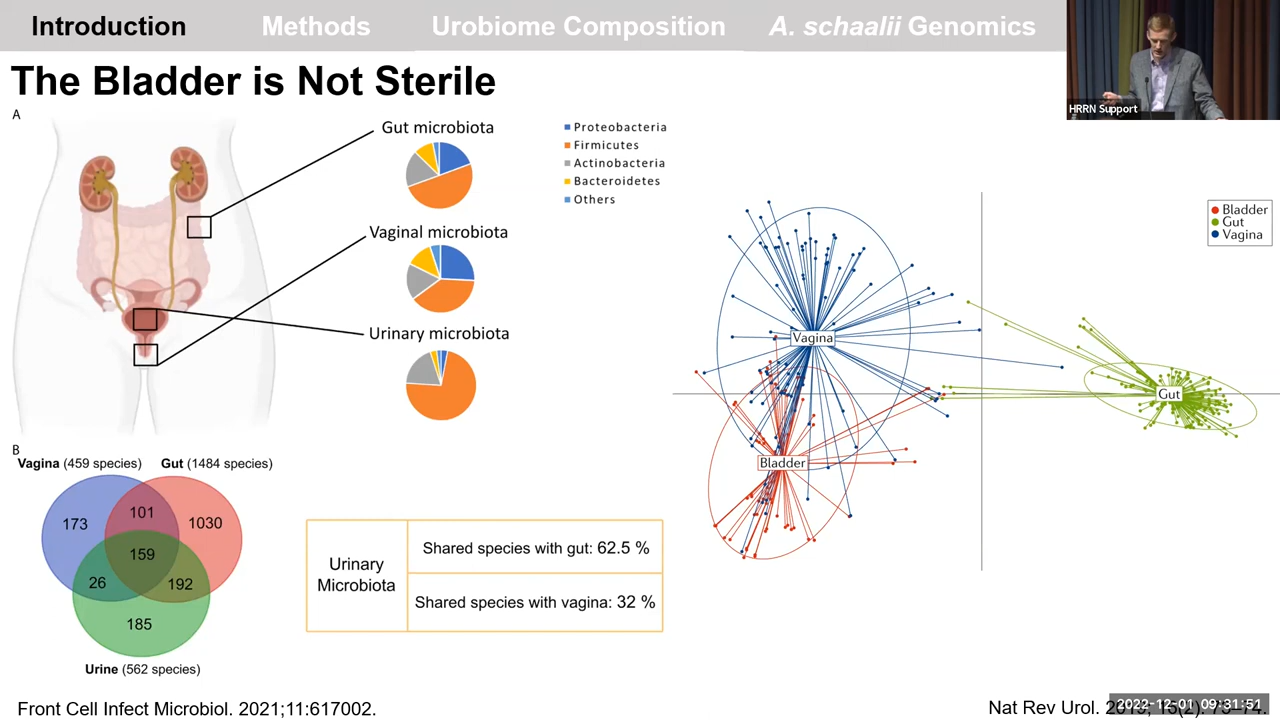 Introduction
Methods
Urobiome Composition
A. schaalii Genomics
HRRN Support
The Bladder is Not Sterile
A
Gut microbiota
Vaginal microbiota
Urinary microbiota
Proteobacteria
Firmicutes
Actinobacteria
Bacteroidetes
Others
Bladder
Gut
Vagina
Vagina
Gut
Bladder
B
Vagina (459 species)
Gut (1484 species)
173
101
1030
159
26
192
185
Urine (562 species)
Urinary
Microbiota
Shared species with gut: 62.5 %
Shared species with vagina: 32 %
Front Cell Infect Microbiol. 2021;11:617002.
Nat Rev Urol.
2022-12-01 09:31:51